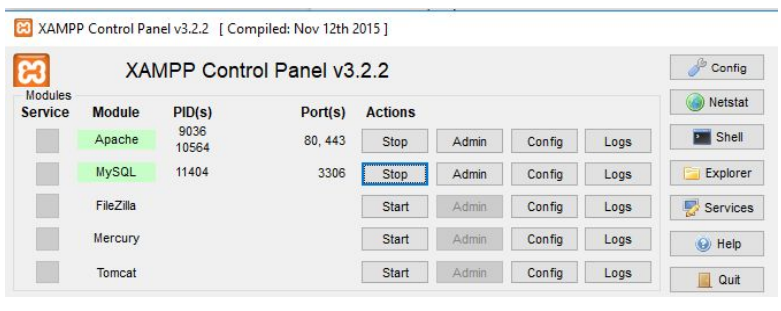 XAMPP Control Panel v3.2.2 [ Compiled: Nov 12th 2015 ]
XAMPP Control Panel v3.2.2
Config
Modules
Service Module PID(s) Port(s) Actions
Netstat
Apache 9036 10564 80, 443 Stop Admin Config Logs
Shell
MySQL 11404 3306 Stop Admin Config Logs
Explorer
FileZilla Start Admin Config Logs
Services
Mercury Start Admin Config Logs
Help
Tomcat Start Admin Config Logs
Quit